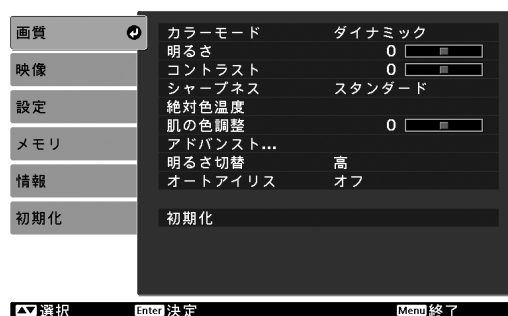 画質
映像
設定
メモリ
情報
初期化
カラーモード ダイナミック
明るさ 0
コントラスト 0
シャープネス スタンダード
絶対色温度
肌の色調整 0
アドバンスト...
明るさ切替 高
オートアイリス オフ
初期化
選択 Enter 決定 Menu 終了